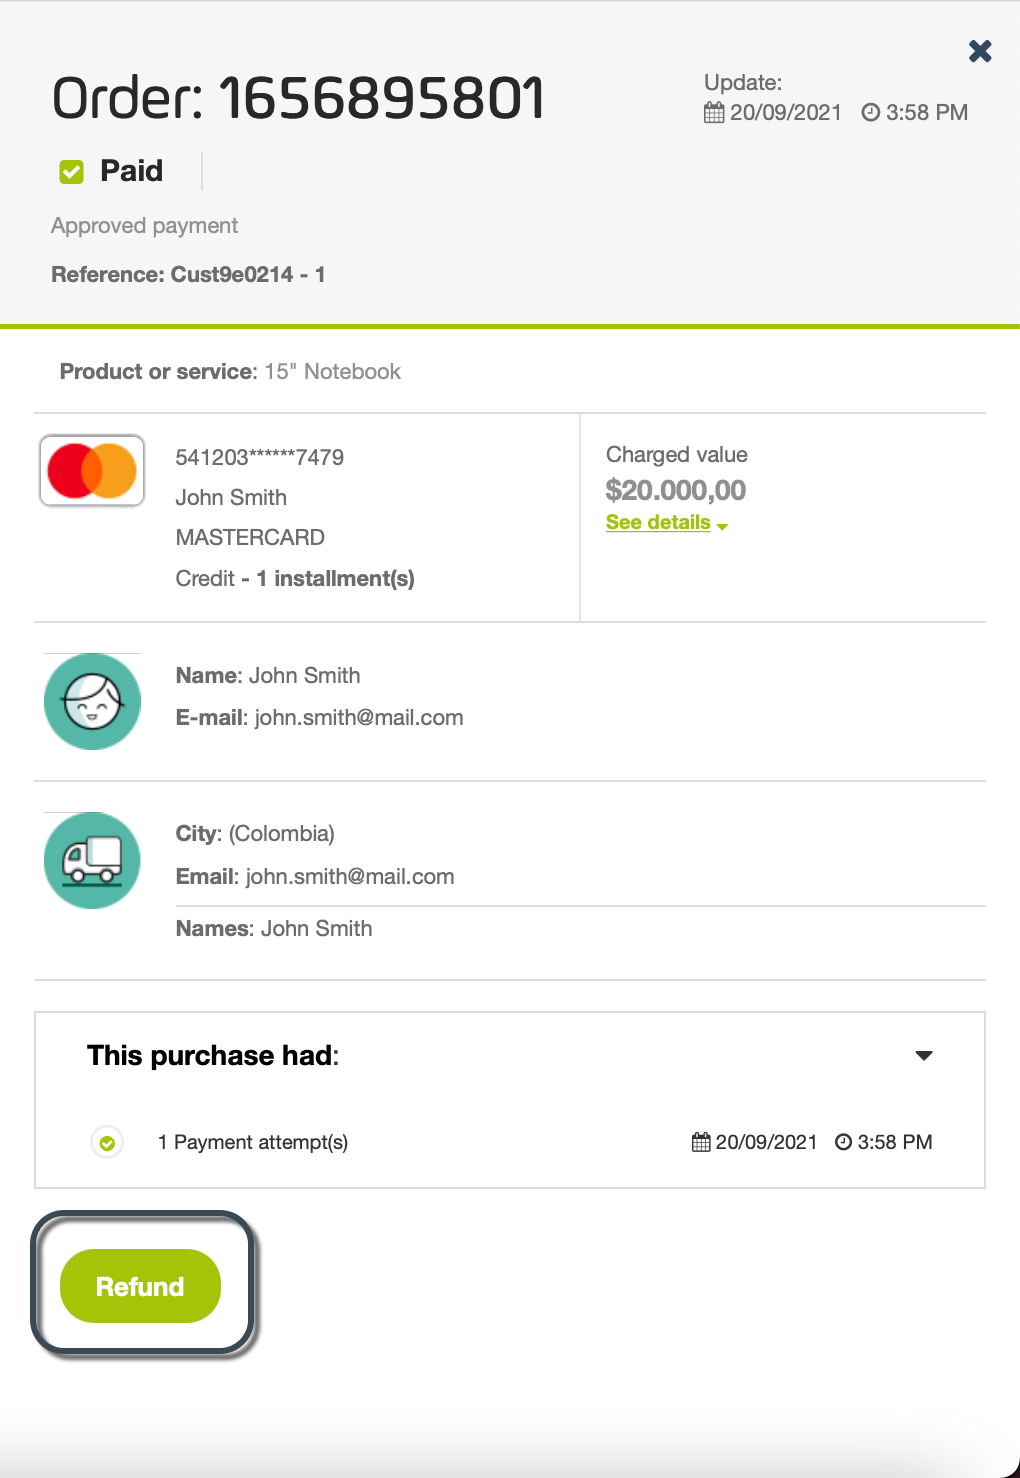 Order: 1656895801
Update:
20/09/2021 3:58 PM
Paid
Approved payment
Reference: Cust9e0214 - 1
Product or service: 15" Notebook
541203******7479
John Smith
MASTERCARD
Credit - 1 installment(s)
Charged value
$20.000,00
See details
Name: John Smith
E-mail: john.smith@mail.com
City: (Colombia)
Email: john.smith@mail.com
Names: John Smith
This purchase had:
1 Payment attempt(s) 20/09/2021 3:58 PM
Refund